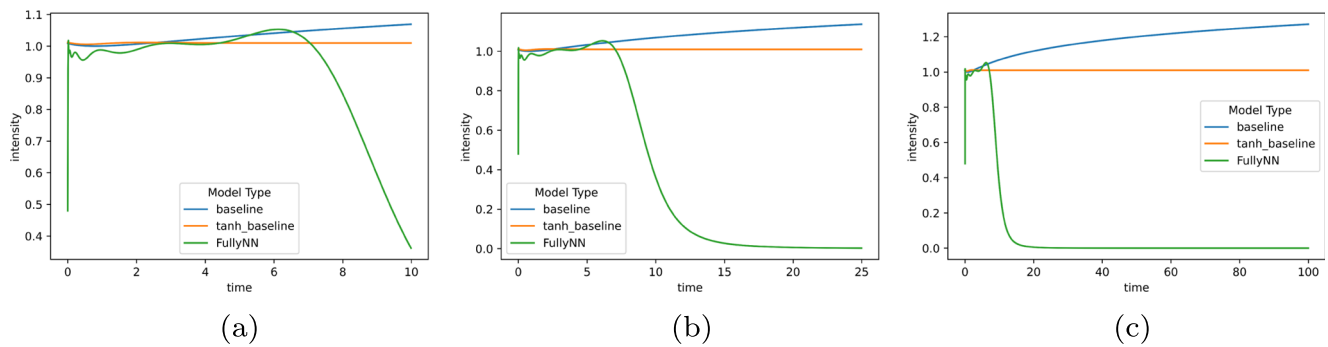 1.1
1.0
0.9
0.8
0.7
0.6
0.5
0.4
intensity
0 2 4 6 8 10
time
Model Type
baseline
tanh_baseline
FullyNN
(a)
1.0
0.8
0.6
0.4
0.2
0.0
intensity
0 5 10 15 20 25
time
Model Type
baseline
tanh_baseline
FullyNN
(b)
1.2
1.0
0.8
0.6
0.4
0.2
0.0
intensity
0 20 40 60 80 100
time
Model Type
baseline
tanh_baseline
FullyNN
(c)